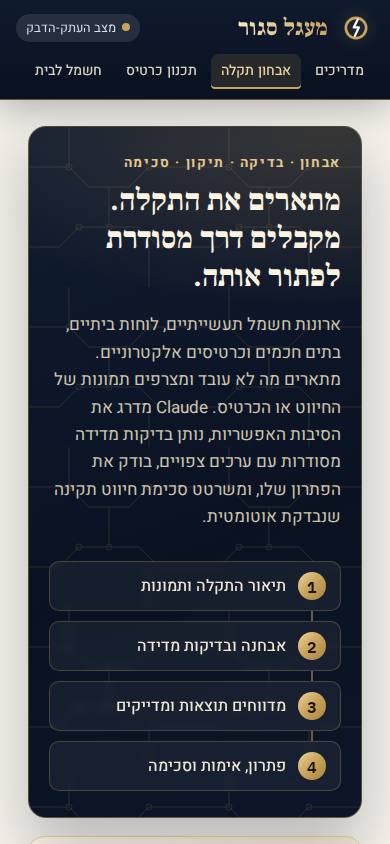 מעגל סגור
מצב העתק-הדבק
מדריכים
אבחון תקלה
תכנון כרטיס
חשמל לבית
אבחון · בדיקה · תיקון · סכימה
מתארים את התקלה.
מקבלים דרך מסודרת
לפתור אותה.
ארונות חשמל תעשייתיים, לוחות ביתיים,
בתים חכמים וכרטיסים אלקטרוניים.
מתארים מה לא עובד ומצרפים תמונות של
החיווט או הכרטיס. Claude מדרג את
הסיבות האפשריות, נותן בדיקות מדידה
מסודרות עם ערכים צפויים, בודק את
הפתרון שלו, ומשרטט סכימת חיווט תקינה
שנבדקת אוטומטית.
1 תיאור התקלה ותמונות
2 אבחנה ובדיקות מדידה
3 מדווחים תוצאות ומדייקים
4 פתרון, אימות וסכימה